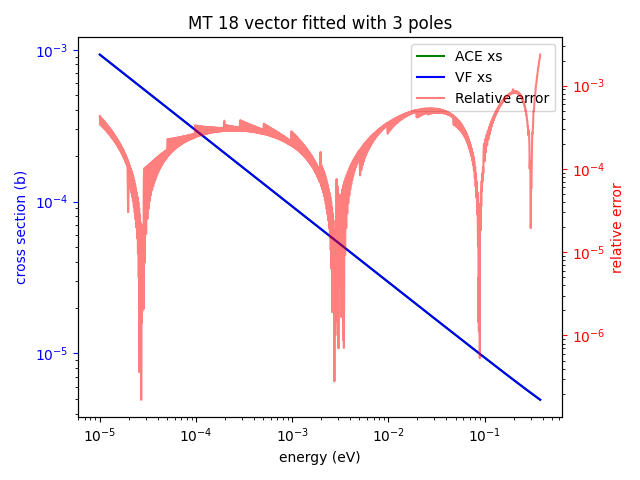 MT 18 vector fitted with 3 poles
ACE xs
VF xs
Relative error
cross section (b)
10⁻³
10⁻⁴
10⁻⁵
relative error
10⁻³
10⁻⁴
10⁻⁵
10⁻⁶
10⁻⁵ 10⁻⁴ 10⁻³ 10⁻² 10⁻¹
energy (eV)